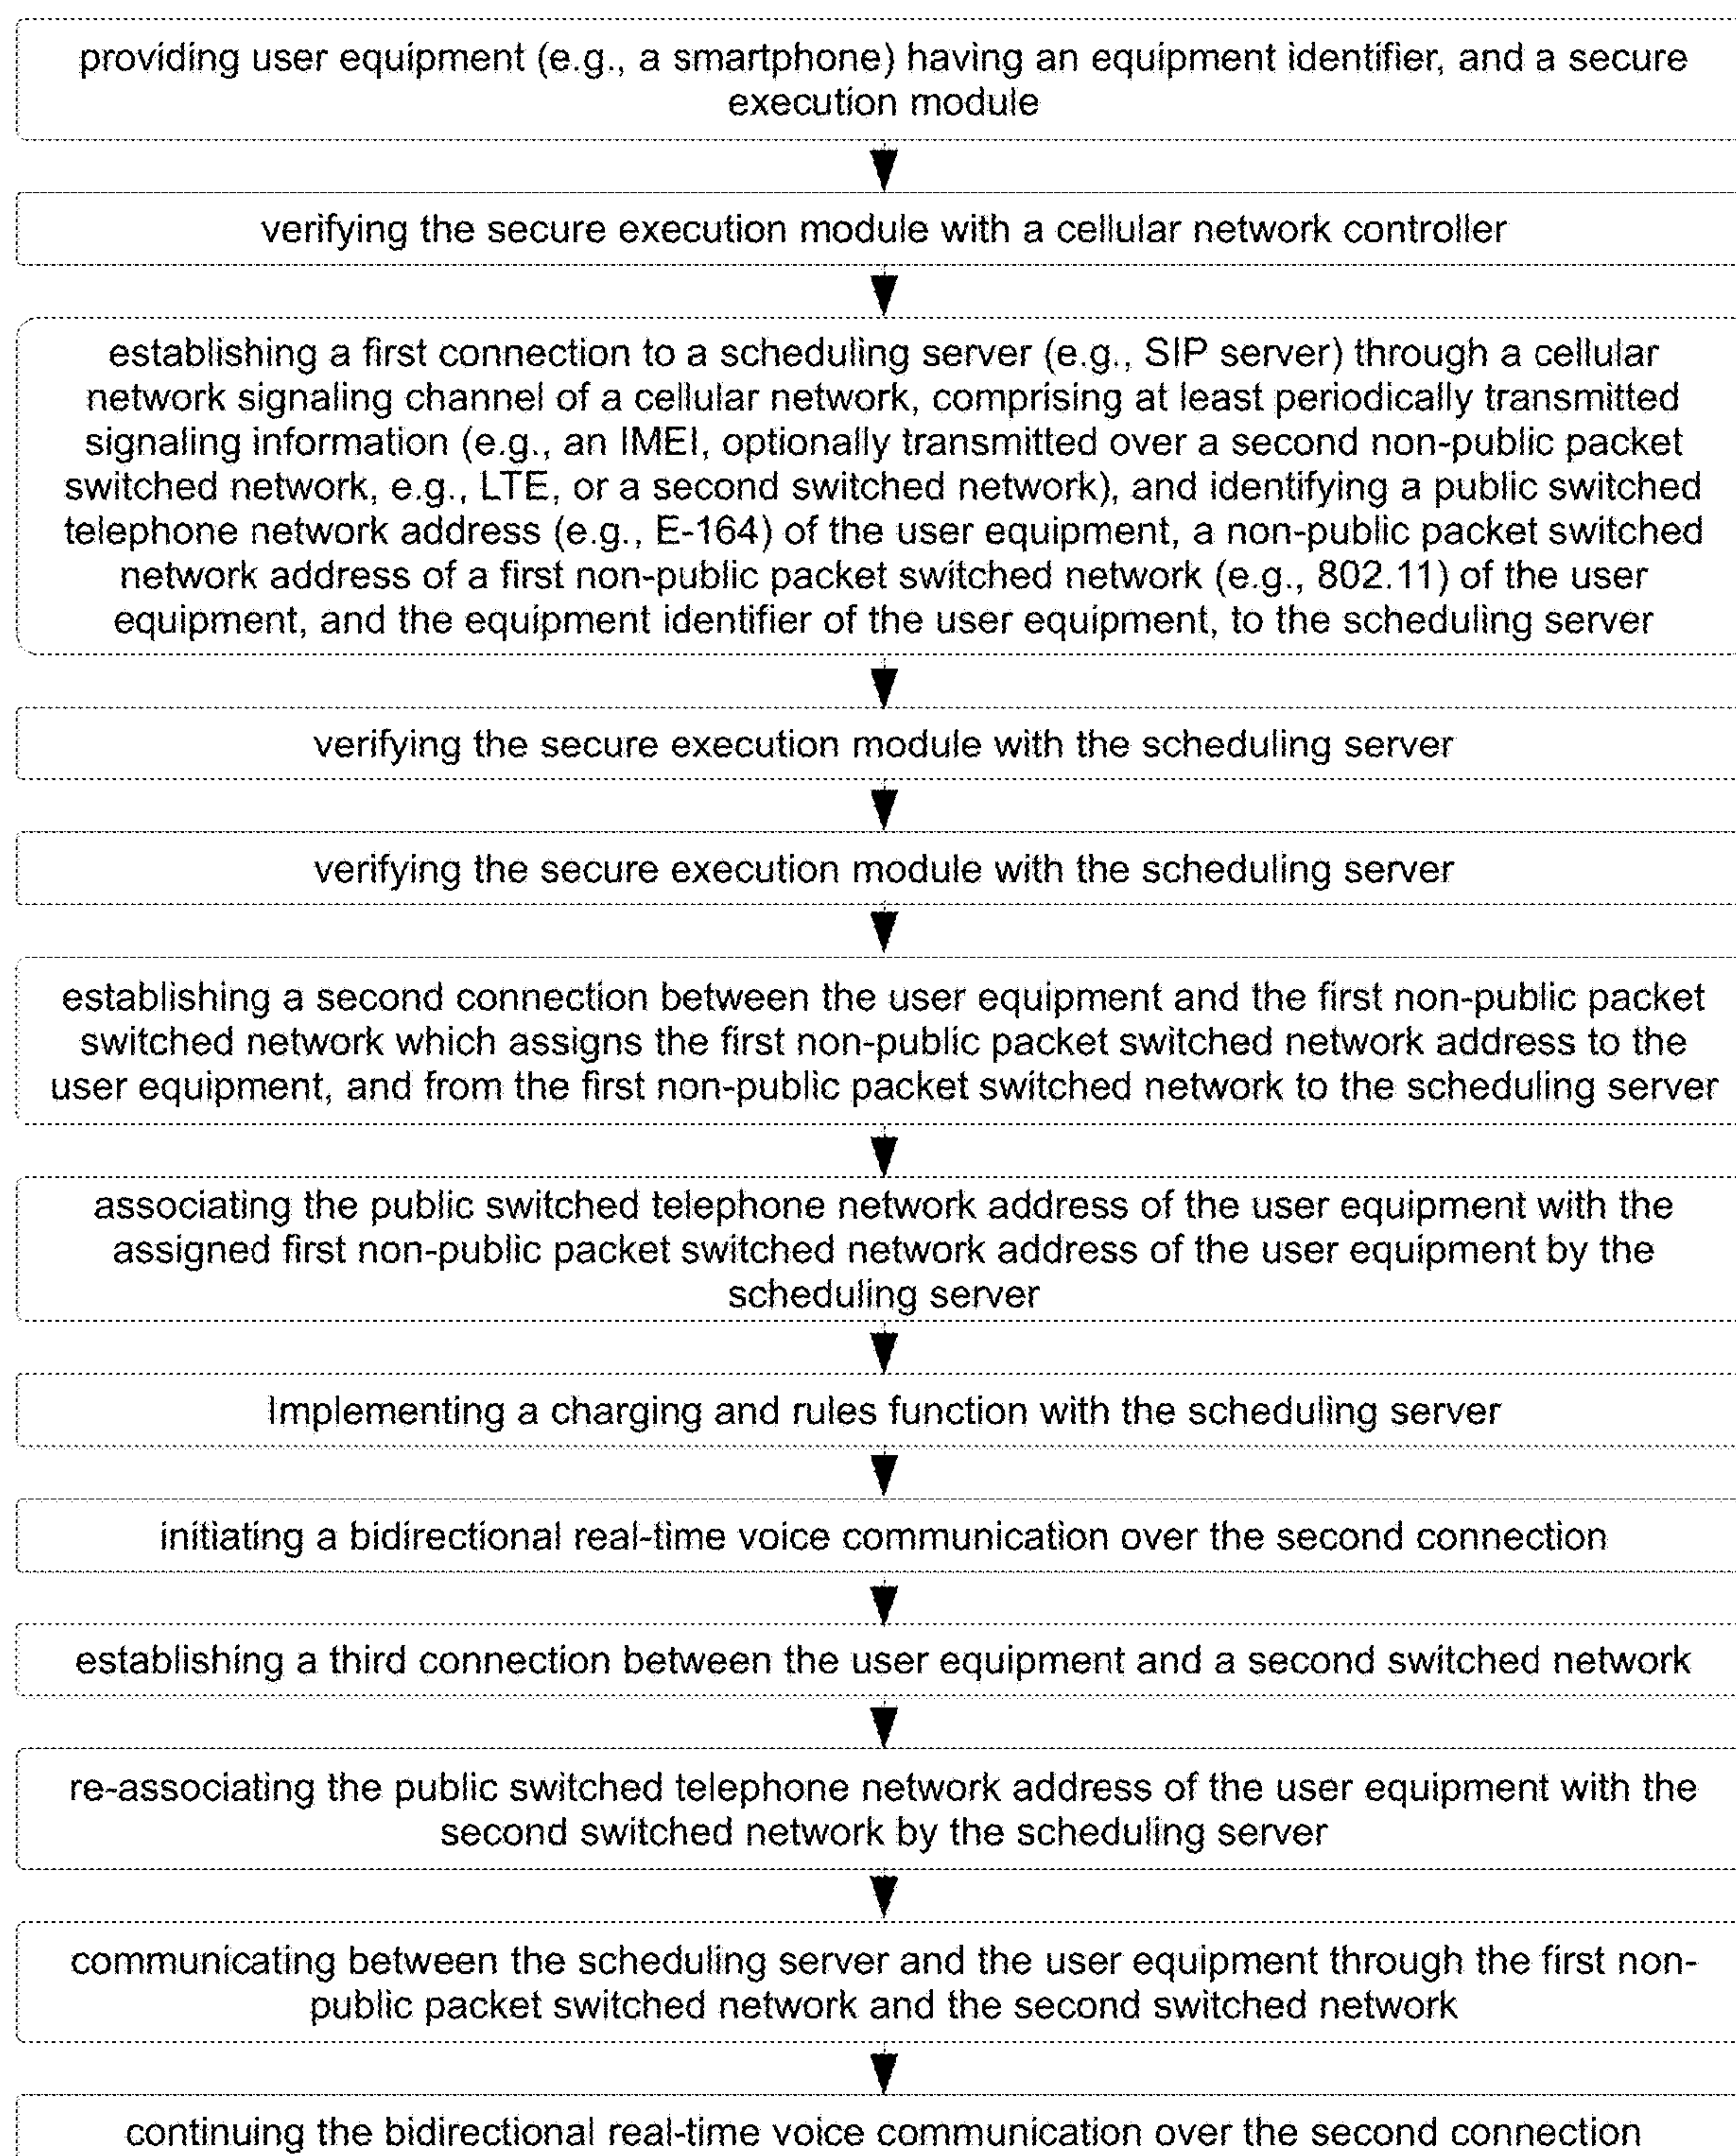 providing user equipment (e.g., a smartphone) having an equipment identifier, and a secure
execution module
verifying the secure execution module with a cellular network controller
establishing a first connection to a scheduling server (e.g., SIP server) through a cellular
network signaling channel of a cellular network, comprising at least periodically transmitted
signaling information (e.g., an IMEI, optionally transmitted over a second non-public packet
switched network, e.g., LTE, or a second switched network), and identifying a public switched
telephone network address (e.g., E-164) of the user equipment, a non-public packet switched
network address of a first non-public packet switched network (e.g., 802.11) of the user
equipment, and the equipment identifier of the user equipment, to the scheduling server
verifying the secure execution module with the scheduling server
verifying the secure execution module with the scheduling server
establishing a second connection between the user equipment and the first non-public packet
switched network which assigns the first non-public packet switched network address to the
user equipment, and from the first non-public packet switched network to the scheduling server
associating the public switched telephone network address of the user equipment with the
assigned first non-public packet switched network address of the user equipment by the
scheduling server
Implementing a charging and rules function with the scheduling server
initiating a bidirectional real-time voice communication over the second connection
establishing a third connection between the user equipment and a second switched network
re-associating the public switched telephone network address of the user equipment with the
second switched network by the scheduling server
communicating between the scheduling server and the user equipment through the first non-
public packet switched network and the second switched network
continuing the bidirectional real-time voice communication over the second connection